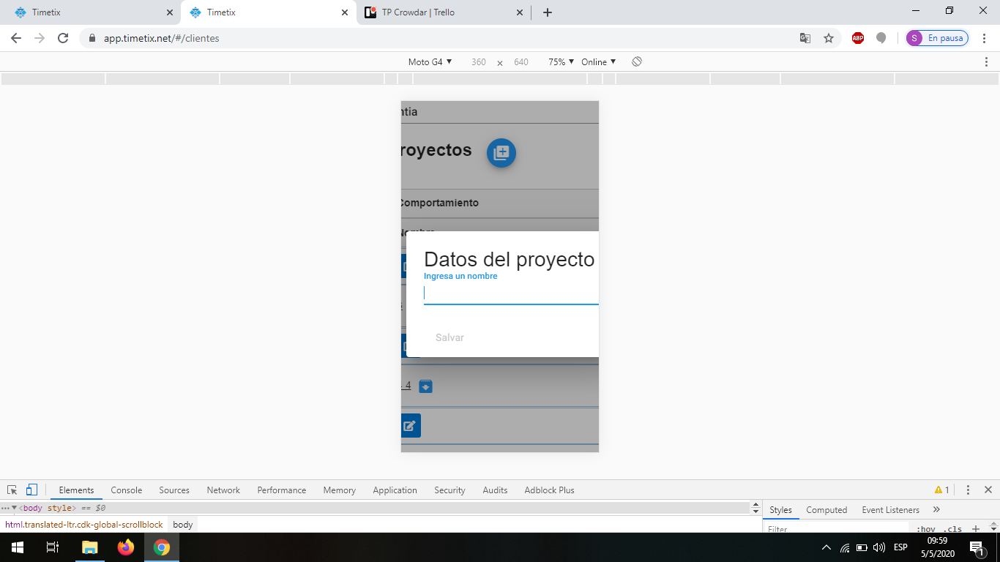 Timetix
Timetix
TP Crowdar | Trello
app.timetix.net/#/clientes
ABP
S
En pausa
Moto G4 360 × 640 75% Online
ntia
royectos
Comportamiento
Datos del proyecto
Ingresa un nombre
Salvar
4
Elements Console Sources Network Performance Memory Application Security Audits Adblock Plus
1
<body style> == $0
Styles Computed Event Listeners »
html.translated-ltr.cdk-global-scrollblock body
Filter :hov .cls +
ESP
09:59
5/5/2020
1